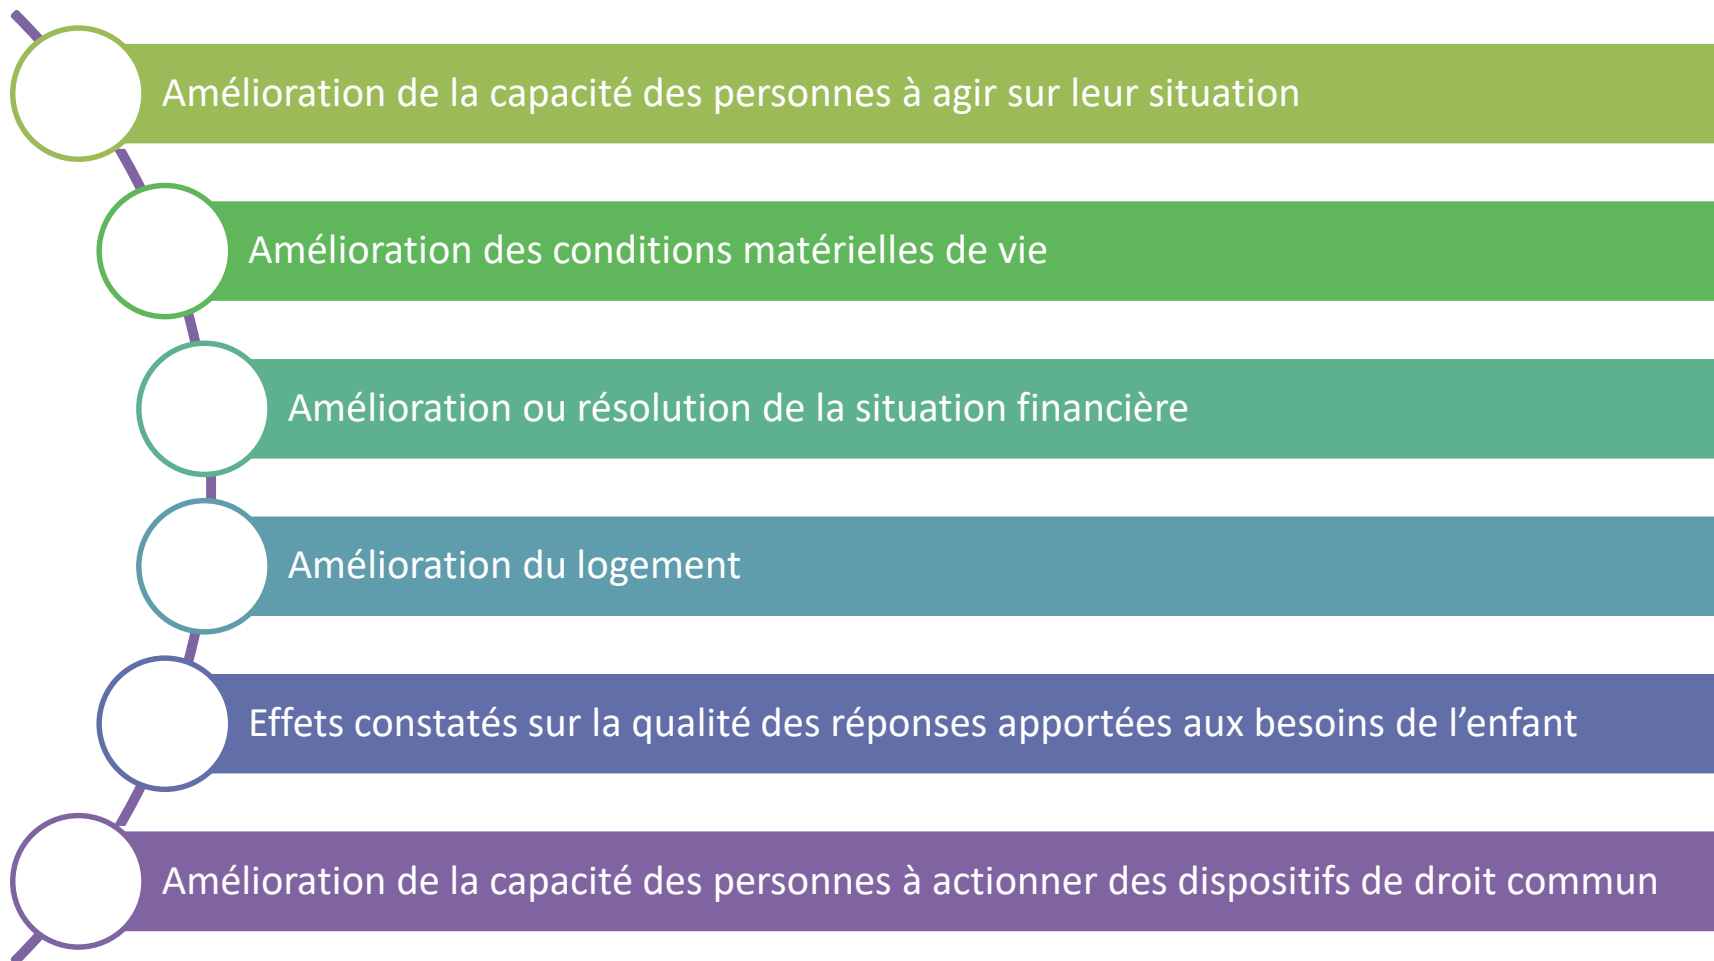 Amélioration de la capacité des personnes à agir sur leur situation
Amélioration des conditions matérielles de vie
Amélioration ou résolution de la situation financière
Amélioration du logement
Effets constatés sur la qualité des réponses apportées aux besoins de l’enfant
Amélioration de la capacité des personnes à actionner des dispositifs de droit commun